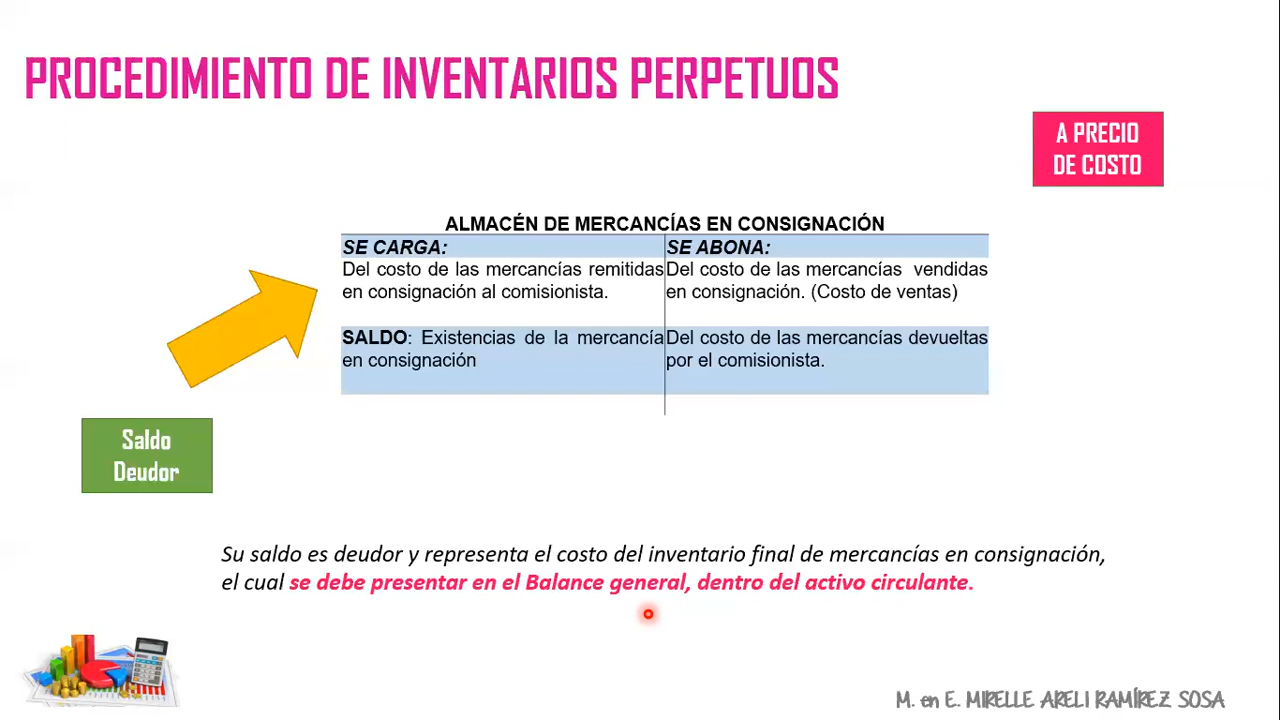 PROCEDIMIENTO DE INVENTARIOS PERPETUOS
A PRECIO
DE COSTO
ALMACÉN DE MERCANCÍAS EN CONSIGNACIÓN
SE CARGA:
Del costo de las mercancías remitidas
en consignación al comisionista.
SALDO: Existencias de la mercancía
en consignación
SE ABONA:
Del costo de las mercancías vendidas
en consignación. (Costo de ventas)
Del costo de las mercancías devueltas
por el comisionista.
Saldo
Deudor
Su saldo es deudor y representa el costo del inventario final de mercancías en consignación,
el cual se debe presentar en el Balance general, dentro del activo circulante.
M. en E. MIRELLE ARELI RAMÍREZ SOSA